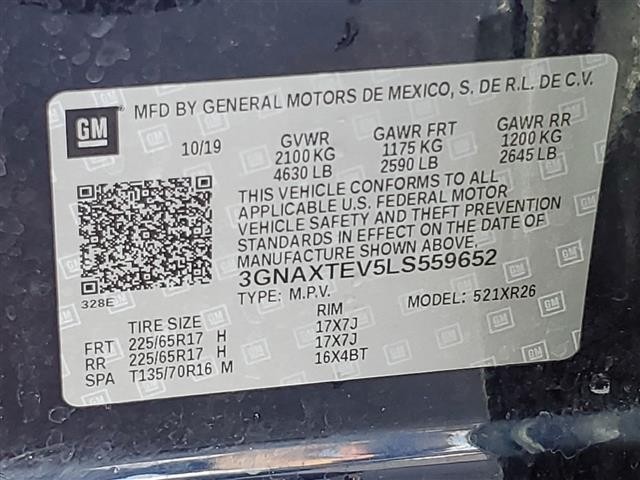 GM MFD BY GENERAL MOTORS DE MEXICO, S. DE R.L. DE C.V.
10/19 GVWR GAWR FRT GAWR RR
2100 KG 1175 KG 1200 KG
4630 LB 2590 LB 2645 LB
THIS VEHICLE CONFORMS TO ALL
APPLICABLE U.S. FEDERAL MOTOR
VEHICLE SAFETY AND THEFT PREVENTION
STANDARDS IN EFFECT ON THE DATE OF
MANUFACTURE SHOWN ABOVE.
3GNAXTEV5LS559652
328E TYPE: M.P.V. MODEL: 521XR26
TIRE SIZE RIM
FRT 225/65R17 H 17X7J
RR 225/65R17 H 17X7J
SPA T135/70R16 M 16X4BT